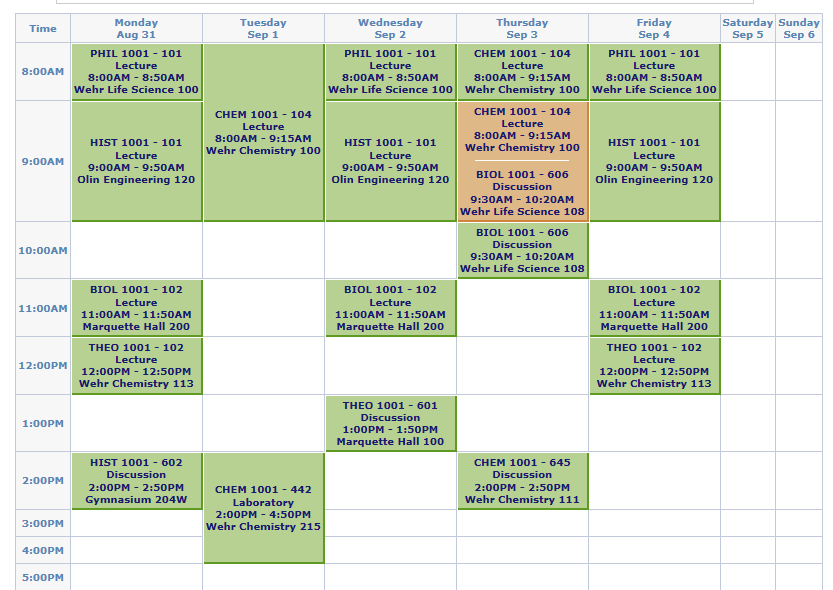 Time
Monday
Aug 31
Tuesday
Sep 1
Wednesday
Sep 2
Thursday
Sep 3
Friday
Sep 4
Saturday
Sep 5
Sunday
Sep 6
8:00AM
PHIL 1001 - 101
Lecture
8:00AM - 8:50AM
Wehr Life Science 100
CHEM 1001 - 104
Lecture
8:00AM - 9:15AM
Wehr Chemistry 100
PHIL 1001 - 101
Lecture
8:00AM - 8:50AM
Wehr Life Science 100
CHEM 1001 - 104
Lecture
8:00AM - 9:15AM
Wehr Chemistry 100
PHIL 1001 - 101
Lecture
8:00AM - 8:50AM
Wehr Life Science 100
9:00AM
HIST 1001 - 101
Lecture
9:00AM - 9:50AM
Olin Engineering 120
HIST 1001 - 101
Lecture
9:00AM - 9:50AM
Olin Engineering 120
CHEM 1001 - 104
Lecture
8:00AM - 9:15AM
Wehr Chemistry 100
BIOL 1001 - 606
Discussion
9:30AM - 10:20AM
Wehr Life Science 108
HIST 1001 - 101
Lecture
9:00AM - 9:50AM
Olin Engineering 120
10:00AM
BIOL 1001 - 606
Discussion
9:30AM - 10:20AM
Wehr Life Science 108
11:00AM
BIOL 1001 - 102
Lecture
11:00AM - 11:50AM
Marquette Hall 200
BIOL 1001 - 102
Lecture
11:00AM - 11:50AM
Marquette Hall 200
BIOL 1001 - 102
Lecture
11:00AM - 11:50AM
Marquette Hall 200
12:00PM
THEO 1001 - 102
Lecture
12:00PM - 12:50PM
Wehr Chemistry 113
THEO 1001 - 102
Lecture
12:00PM - 12:50PM
Wehr Chemistry 113
1:00PM
THEO 1001 - 601
Discussion
1:00PM - 1:50PM
Marquette Hall 100
2:00PM
HIST 1001 - 602
Discussion
2:00PM - 2:50PM
Gymnasium 204W
CHEM 1001 - 442
Laboratory
2:00PM - 4:50PM
Wehr Chemistry 215
CHEM 1001 - 645
Discussion
2:00PM - 2:50PM
Wehr Chemistry 111
3:00PM
4:00PM
5:00PM